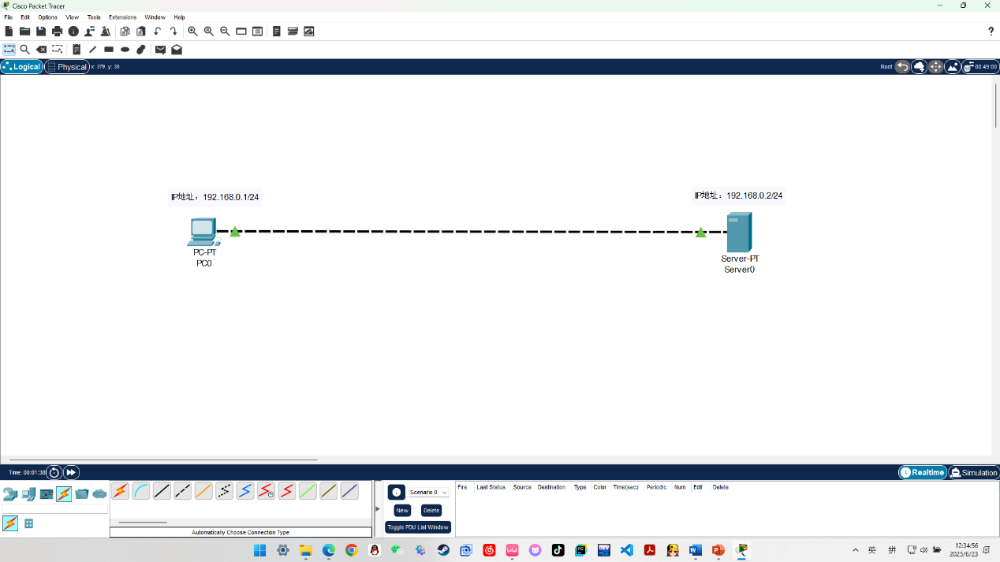 Cisco Packet Tracer
File Edit Options View Tools Extensions Window Help
?
Logical Physical x: 379, y: 39 Root 00:49:00
IP地址：192.168.0.1/24
IP地址：192.168.0.2/24
PC-PT
PC0
Server-PT
Server0
Time: 00:01:38 Realtime Simulation
Scenario 0
New Delete
Toggle PDU List Window
Fire Last Status Source Destination Type Color Time(sec) Periodic Num Edit Delete
Automatically Choose Connection Type
英 拼 12:34:56
2025/6/23